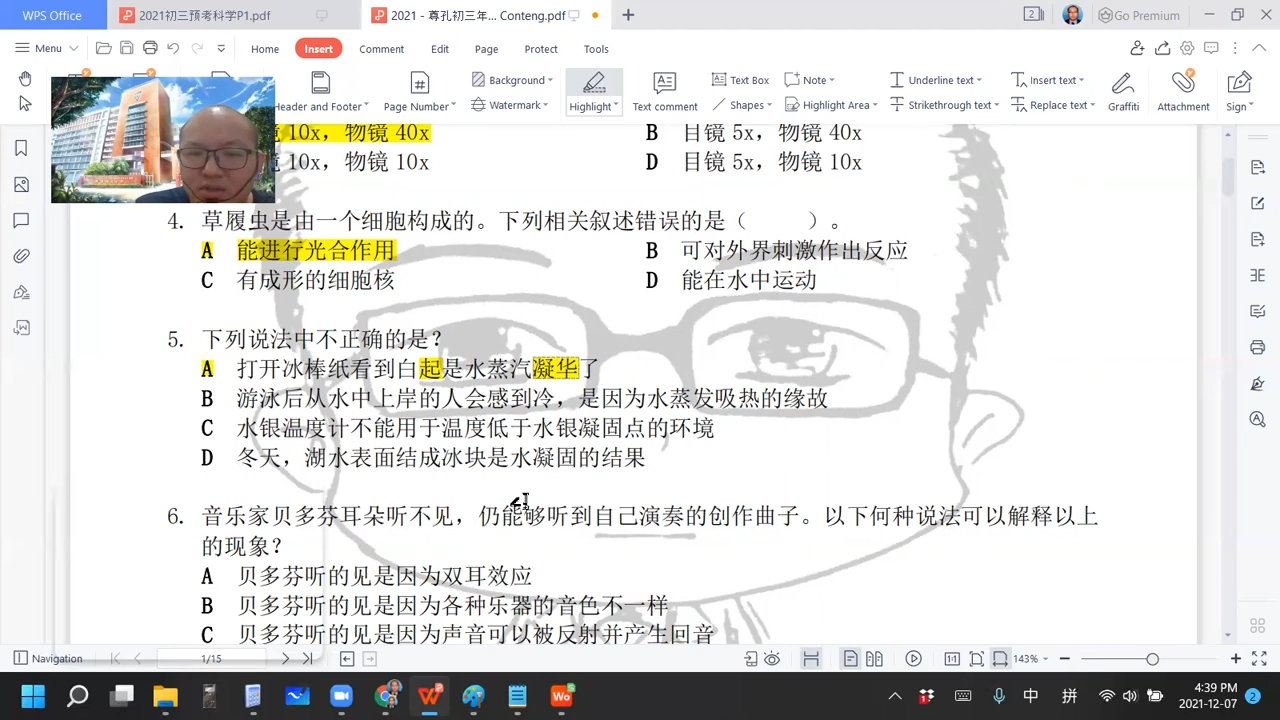 WPS Office
2021初三预考科学P1.pdf
2021 - 尊孔初三年... Conteng.pdf
2
Go Premium
Menu
Home
Insert
Comment
Edit
Page
Protect
Tools
Header and Footer
Page Number
Background
Watermark
Highlight
Text comment
Text Box
Shapes
Note
Highlight Area
Underline text
Strikethrough text
Insert text
Replace text
Graffiti
Attachment
Sign
10x，物镜 40x
B 目镜 5x，物镜 40x
10x，物镜 10x
D 目镜 5x，物镜 10x
4. 草履虫是由一个细胞构成的。下列相关叙述错误的是（ ）。
A 能进行光合作用
B 可对外界刺激作出反应
C 有成形的细胞核
D 能在水中运动
5. 下列说法中不正确的是？
A 打开冰棒纸看到白起是水蒸汽凝华了
B 游泳后从水中上岸的人会感到冷，是因为水蒸发吸热的缘故
C 水银温度计不能用于温度低于水银凝固点的环境
D 冬天，湖水表面结成冰块是水凝固的结果
6. 音乐家贝多芬耳朵听不见，仍能够听到自己演奏的创作曲子。以下何种说法可以解释以上
的现象？
A 贝多芬听的见是因为双耳效应
B 贝多芬听的见是因为各种乐器的音色不一样
C 贝多芬听的见是因为声音可以被反射并产生回音
Navigation
1/15
143%
中
拼
4:39 PM
2021-12-07
2